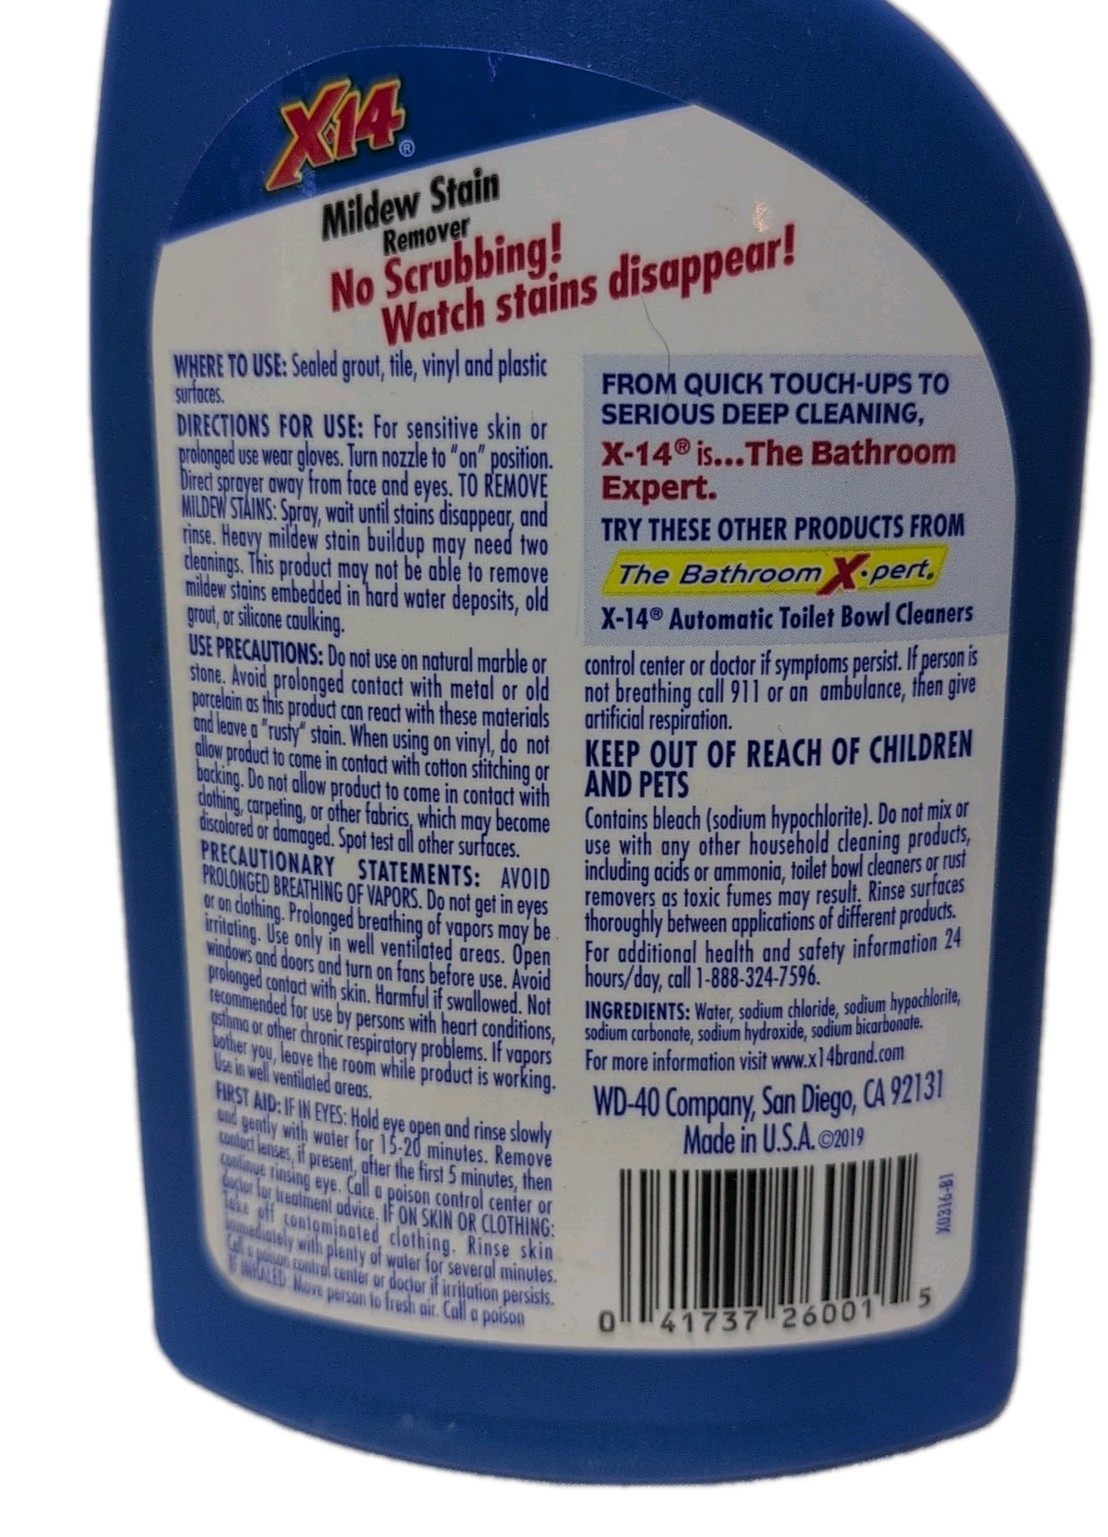 X-14®
Mildew Stain
Remover
No Scrubbing!
Watch stains disappear!
WHERE TO USE: Sealed grout, tile, vinyl and plastic
surfaces.
DIRECTIONS FOR USE: For sensitive skin or
prolonged use wear gloves. Turn nozzle to "on" position.
Direct sprayer away from face and eyes. TO REMOVE
MILDEW STAINS: Spray, wait until stains disappear, and
rinse. Heavy mildew stain buildup may need two
cleanings. This product may not be able to remove
mildew stains embedded in hard water deposits, old
grout, or silicone caulking.
USE PRECAUTIONS: Do not use on natural marble or
stone. Avoid prolonged contact with metal or old
porcelain as this product can react with these materials
and leave a "rusty" stain. When using on vinyl, do not
allow product to come in contact with cotton stitching or
backing. Do not allow product to come in contact with
clothing, carpeting, or other fabrics, which may become
discolored or damaged. Spot test all other surfaces.
PRECAUTIONARY STATEMENTS: AVOID
PROLONGED BREATHING OF VAPORS. Do not get in eyes
or on clothing. Prolonged breathing of vapors may be
irritating. Use only in well ventilated areas. Open
windows and doors and turn on fans before use. Avoid
prolonged contact with skin. Harmful if swallowed. Not
recommended for use by persons with heart conditions,
asthma or other chronic respiratory problems. If vapors
bother you, leave the room while product is working.
Use in well ventilated areas.
FIRST AID: IF IN EYES: Hold eye open and rinse slowly
and gently with water for 15-20 minutes. Remove
contact lenses, if present, after the first 5 minutes, then
continue rinsing eye. Call a poison control center or
doctor for treatment advice. IF ON SKIN OR CLOTHING:
Take off contaminated clothing. Rinse skin
immediately with plenty of water for several minutes.
Call a poison control center or doctor if irritation persists.
IF INHALED: Move person to fresh air. Call a poison
FROM QUICK TOUCH-UPS TO
SERIOUS DEEP CLEANING,
X-14® is...The Bathroom
Expert.
TRY THESE OTHER PRODUCTS FROM
The Bathroom X·pert.
X-14® Automatic Toilet Bowl Cleaners
control center or doctor if symptoms persist. If person is
not breathing call 911 or an ambulance, then give
artificial respiration.
KEEP OUT OF REACH OF CHILDREN
AND PETS
Contains bleach (sodium hypochlorite). Do not mix or
use with any other household cleaning products,
including acids or ammonia, toilet bowl cleaners or rust
removers as toxic fumes may result. Rinse surfaces
thoroughly between applications of different products.
For additional health and safety information 24
hours/day, call 1-888-324-7596.
INGREDIENTS: Water, sodium chloride, sodium hypochlorite,
sodium carbonate, sodium hydroxide, sodium bicarbonate.
For more information visit www.x14brand.com
WD-40 Company, San Diego, CA 92131
Made in U.S.A. ©2019
X0316-B1
0 41737 26001 5